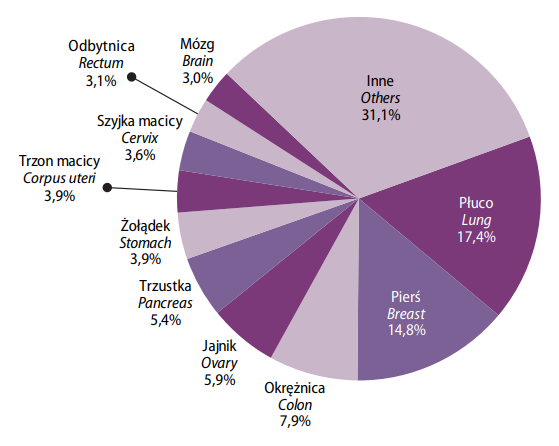 Inne
Others
31,1%
Płuco
Lung
17,4%
Pierś
Breast
14,8%
Okrężnica
Colon
7,9%
Jajnik
Ovary
5,9%
Trzustka
Pancreas
5,4%
Żołądek
Stomach
3,9%
Trzon macicy
Corpus uteri
3,9%
Szyjka macicy
Cervix
3,6%
Odbytnica
Rectum
3,1%
Mózg
Brain
3,0%